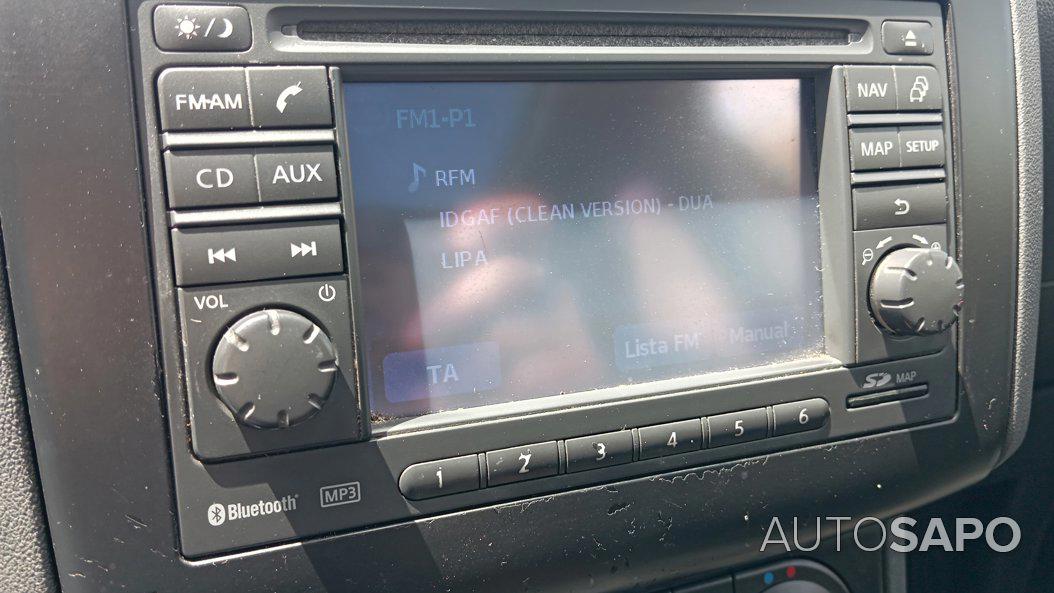 FM·AM
CD
AUX
VOL
FM1-P1
RFM
IDGAF (CLEAN VERSION) - DUA
LIPA
TA
Lista FM
Manual
NAV
MAP
SETUP
SD
MAP
1
2
3
4
5
6
Bluetooth®
MP3
AUTOSAPO